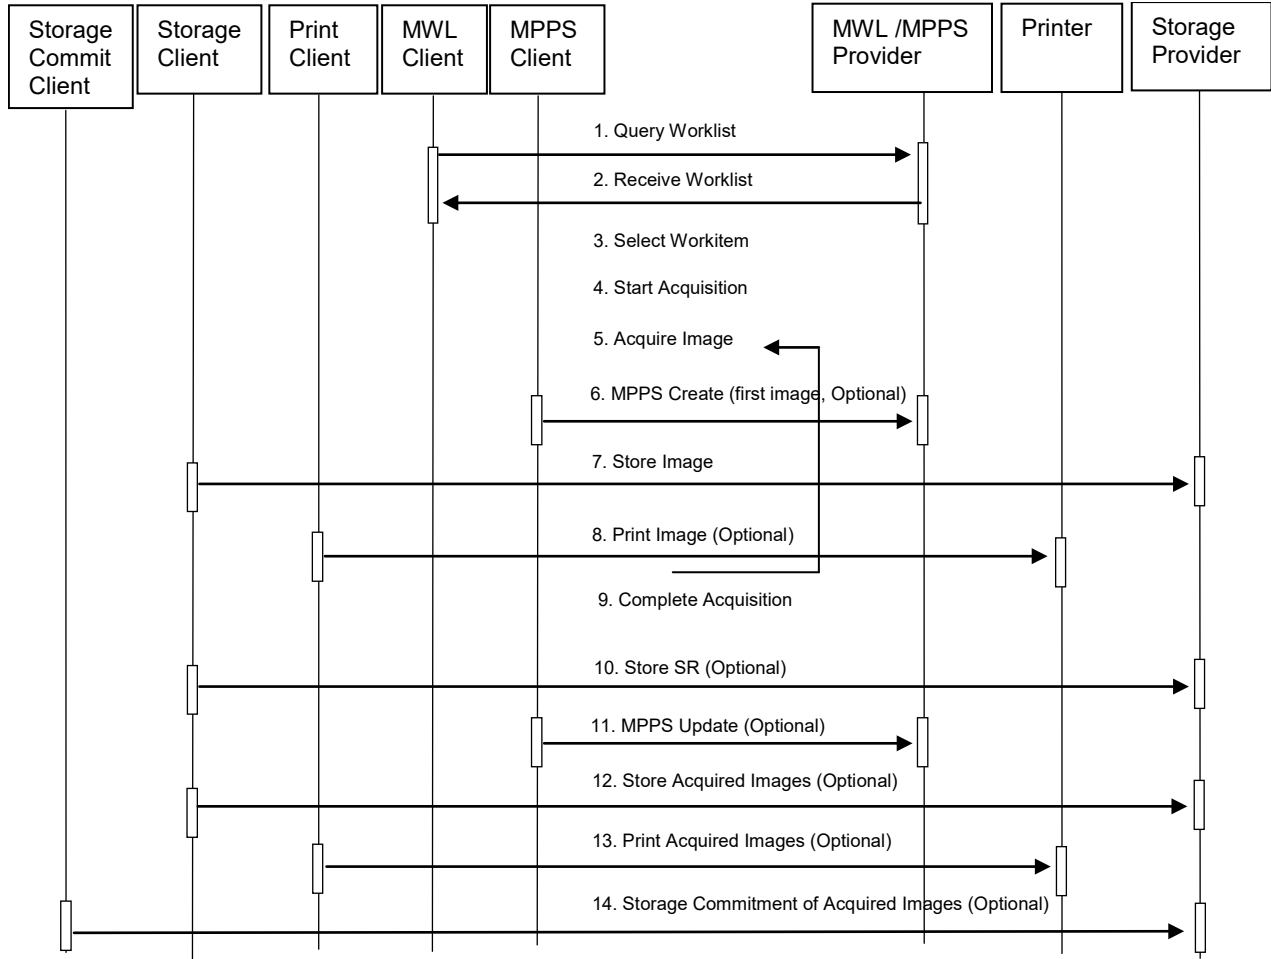 Storage
Commit
Client
Storage
Client
Print
Client
MWL
Client
MPPS
Client
MWL /MPPS
Provider
Printer
Storage
Provider
1. Query Worklist
2. Receive Worklist
3. Select Workitem
4. Start Acquisition
5. Acquire Image
6. MPPS Create (first image, Optional)
7. Store Image
8. Print Image (Optional)
9. Complete Acquisition
10. Store SR (Optional)
11. MPPS Update (Optional)
12. Store Acquired Images (Optional)
13. Print Acquired Images (Optional)
14. Storage Commitment of Acquired Images (Optional)